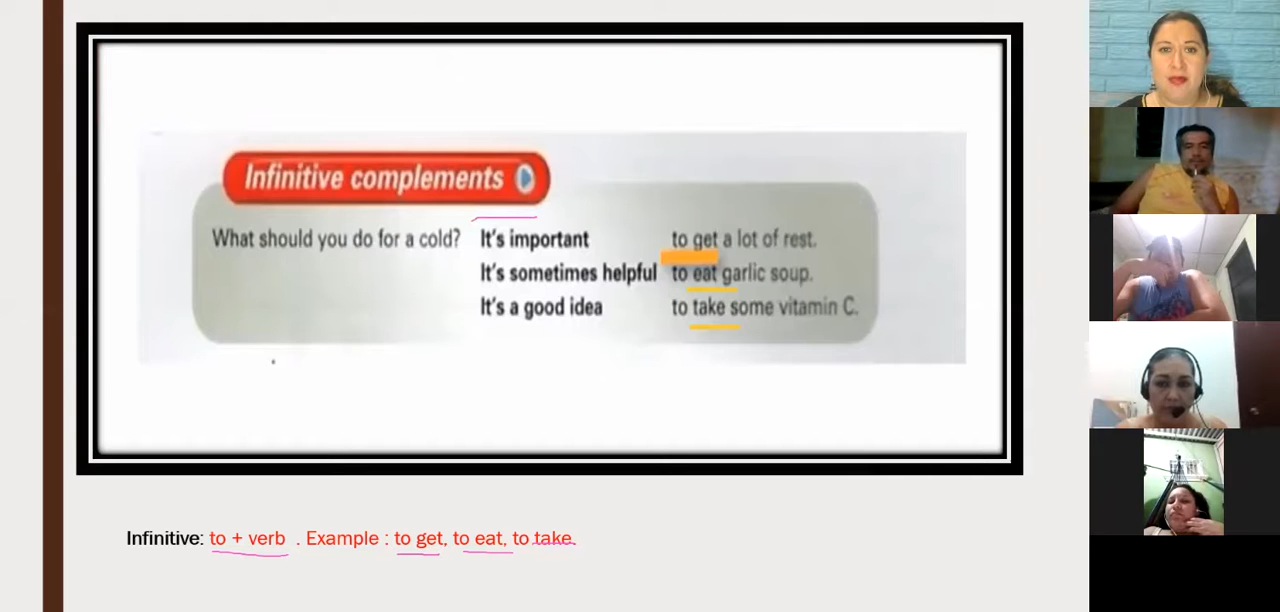 Infinitive complements
What should you do for a cold? It's important to get a lot of rest.
It's sometimes helpful to eat garlic soup.
It's a good idea to take some vitamin C.
Infinitive: to + verb . Example : to get, to eat, to take.